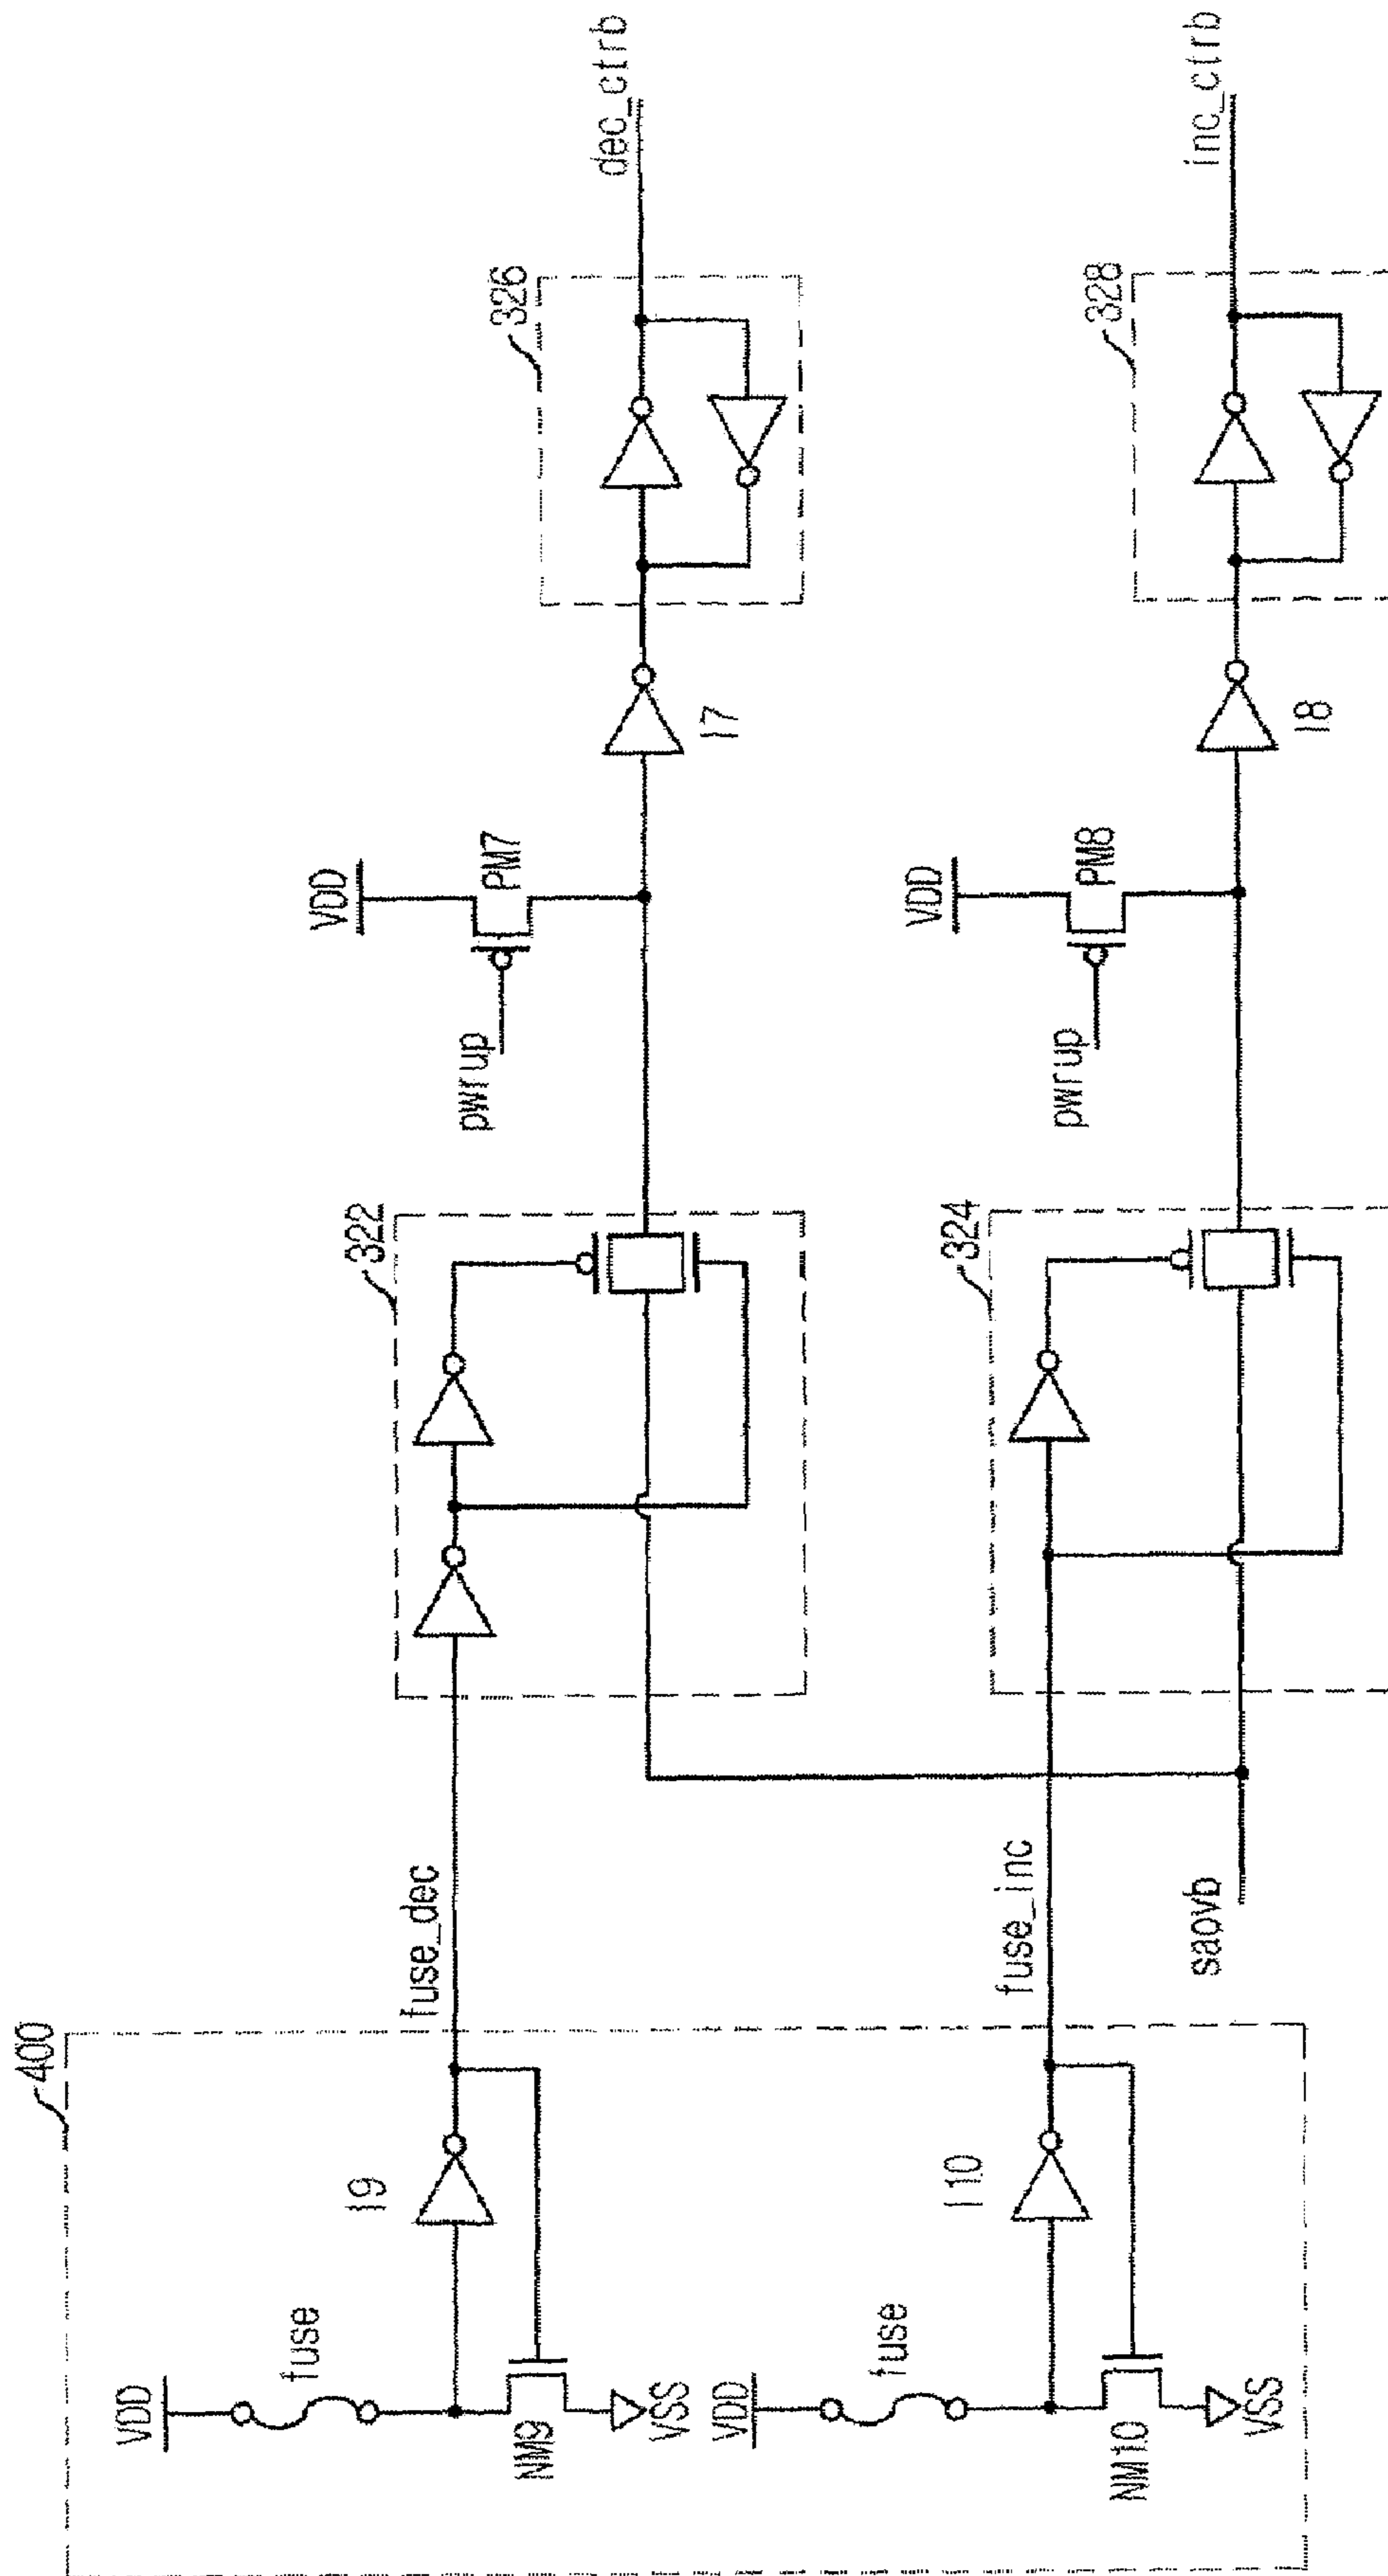 400
VDD
fuse
I9
NM9
VSS
fuse_dec
322
pwrup
VDD
PM7
I7
326
dec_ctrb
VDD
fuse
I10
NM10
VSS
fuse_inc
saovb
324
pwrup
VDD
PM8
I8
328
inc_ctrb